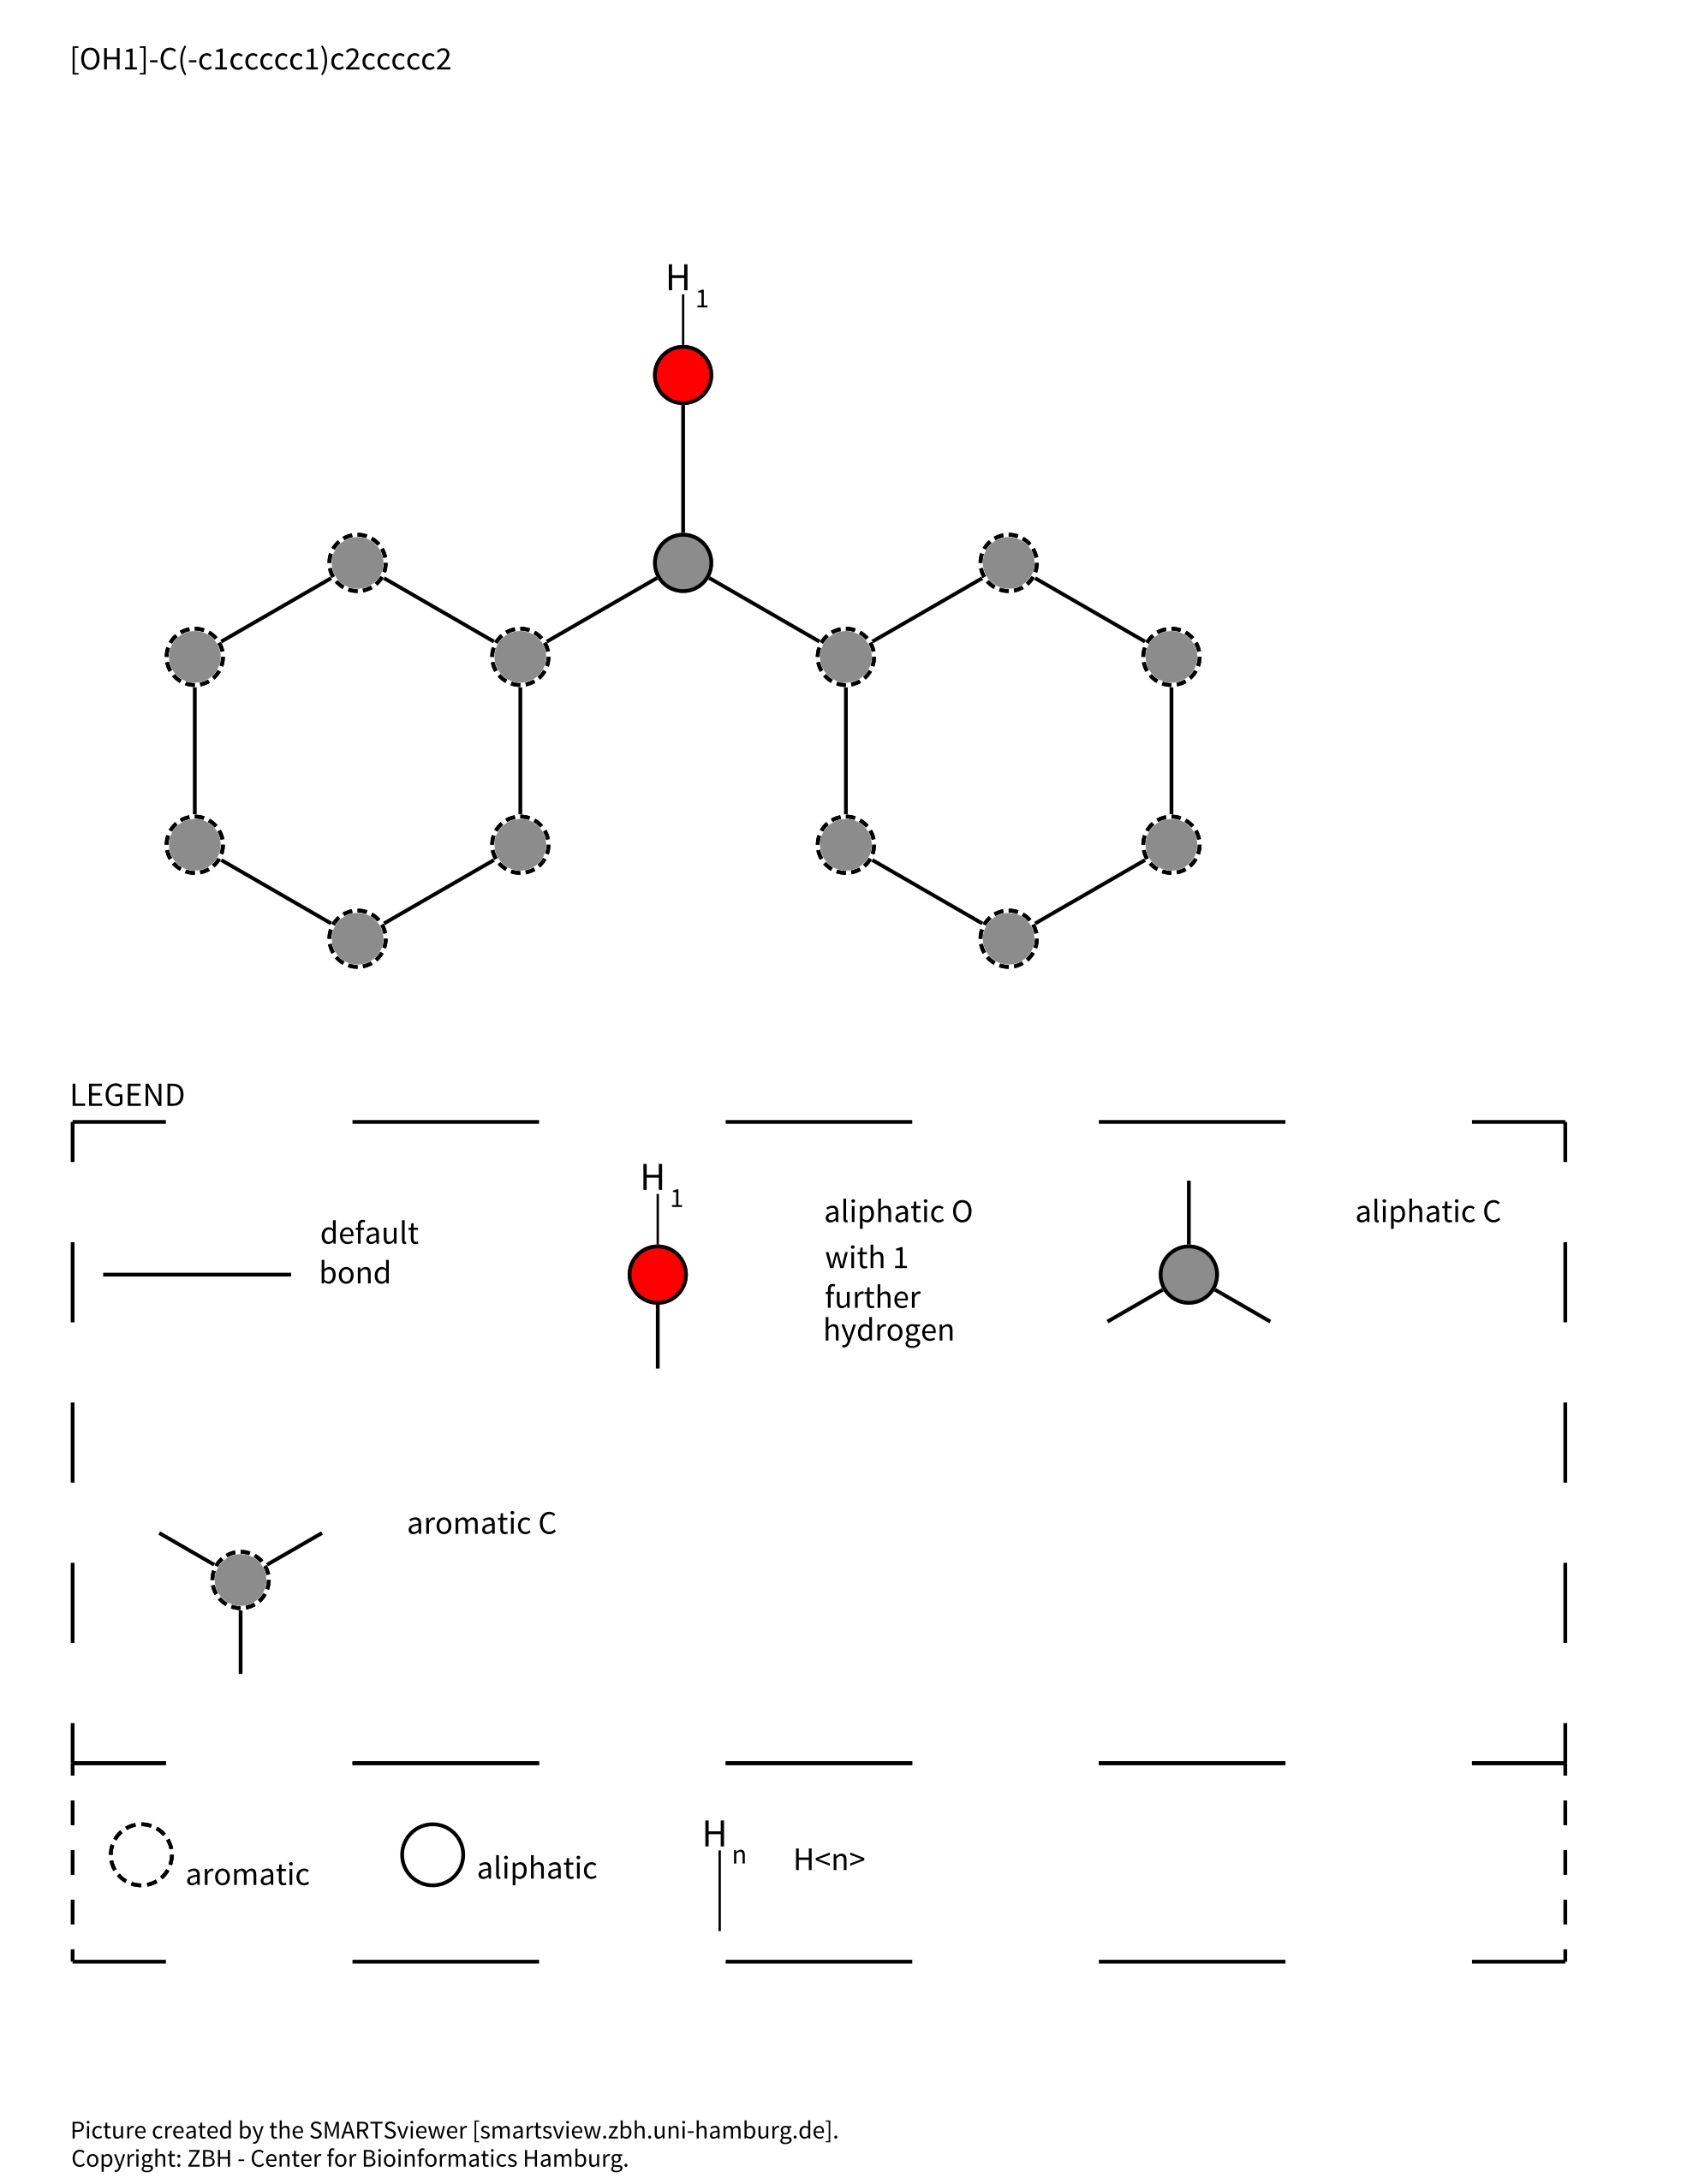 [OH1]-C(-c1ccccc1)c2ccccc2
H
1
LEGEND
default
bond
H
1
aliphatic O
with 1
further
hydrogen
aliphatic C
aromatic C
aromatic
aliphatic
H
n
H<n>
Picture created by the SMARTSviewer [smartsview.zbh.uni-hamburg.de].
Copyright: ZBH - Center for Bioinformatics Hamburg.